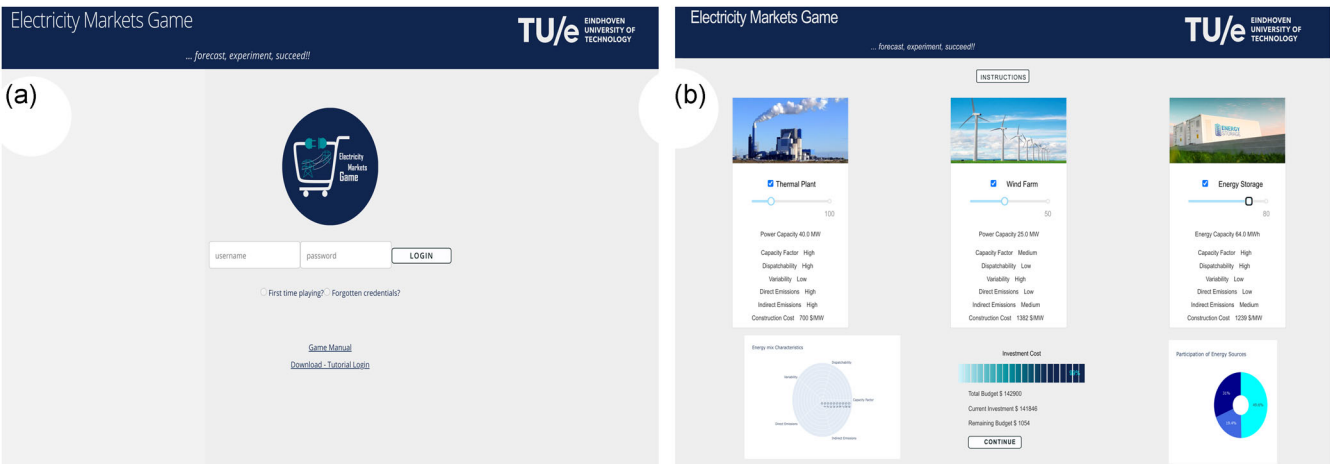 Electricity Markets Game
... forecast, experiment, succeed!!
TU/e EINDHOVEN
UNIVERSITY OF
TECHNOLOGY
(a)
Electricity
Markets
Game
username
password
LOGIN
First time playing?
Forgotten credentials?
Game Manual
Download - Tutorial Login
Electricity Markets Game
... forecast, experiment, succeed!!
TU/e EINDHOVEN
UNIVERSITY OF
TECHNOLOGY
(b)
INSTRUCTIONS
Thermal Plant
100
Power Capacity 40.0 MW
Capacity Factor High
Dispatchability High
Variability Low
Direct Emissions High
Indirect Emissions High
Construction Cost 700 $/MW
Wind Farm
50
Power Capacity 25.0 MW
Capacity Factor Medium
Dispatchability Low
Variability High
Direct Emissions Low
Indirect Emissions Medium
Construction Cost 1382 $/MW
ENERGY
STORAGE
Energy Storage
80
Energy Capacity 64.0 MWh
Capacity Factor High
Dispatchability High
Variability Low
Direct Emissions Low
Indirect Emissions Medium
Construction Cost 1239 $/MW
Energy mix Characteristics
Dispatchability
Variability
Capacity Factor
Direct Emissions
Indirect Emissions
Investment Cost
Total Budget $ 142900
Current Investment $ 141846
Remaining Budget $ 1054
CONTINUE
Participation of Energy Sources
31%
19.4%